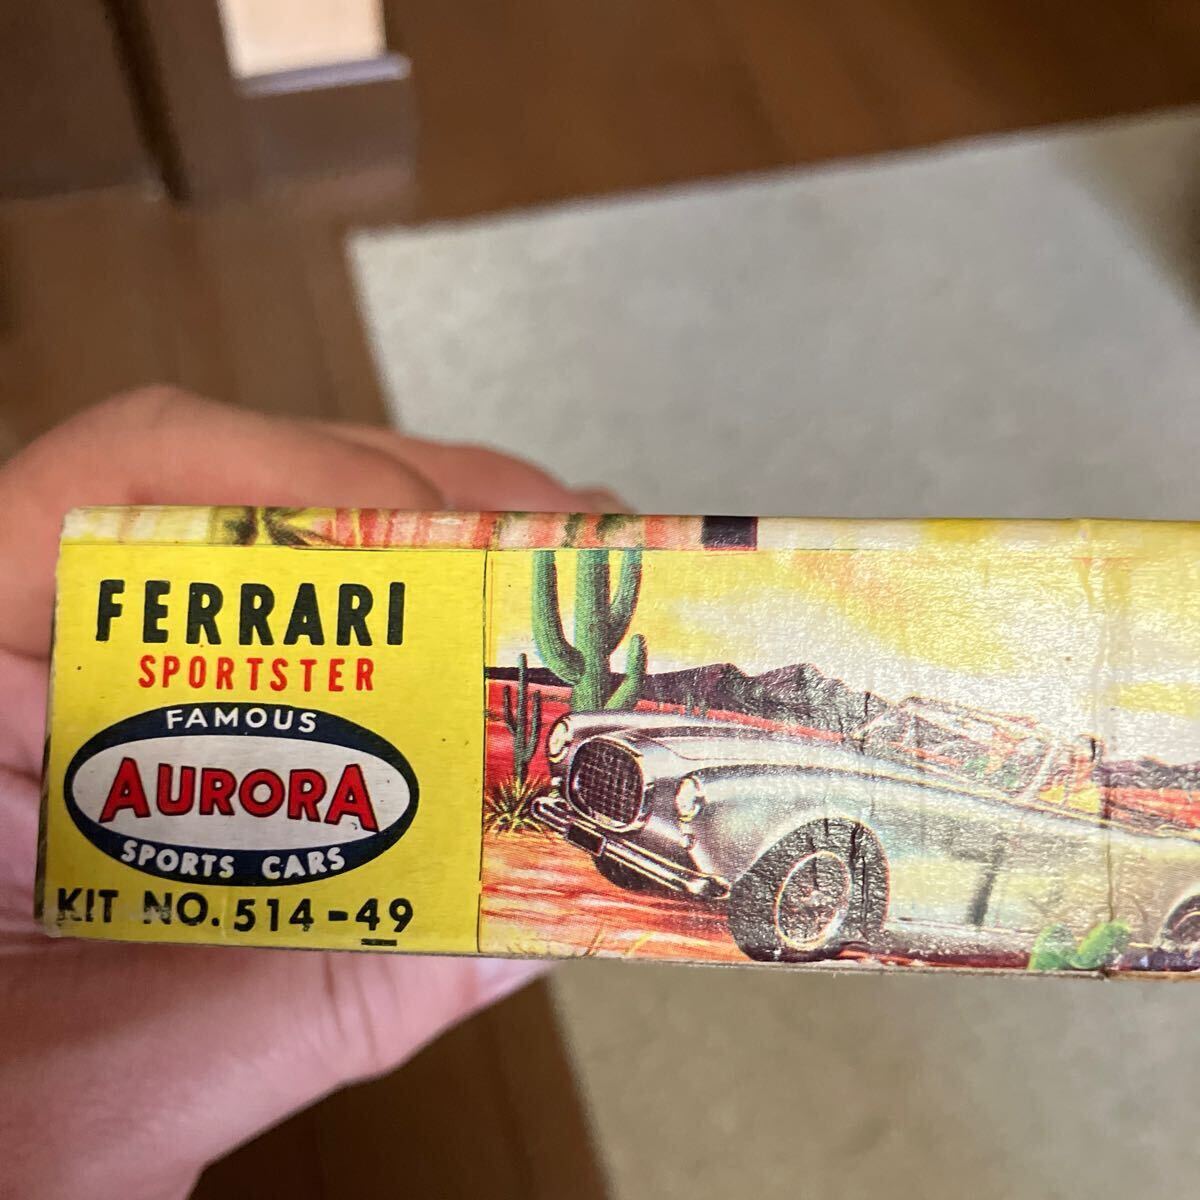 FERRARI
SPORTSTER
FAMOUS
AURORA
SPORTS CARS
KIT NO. 514-49